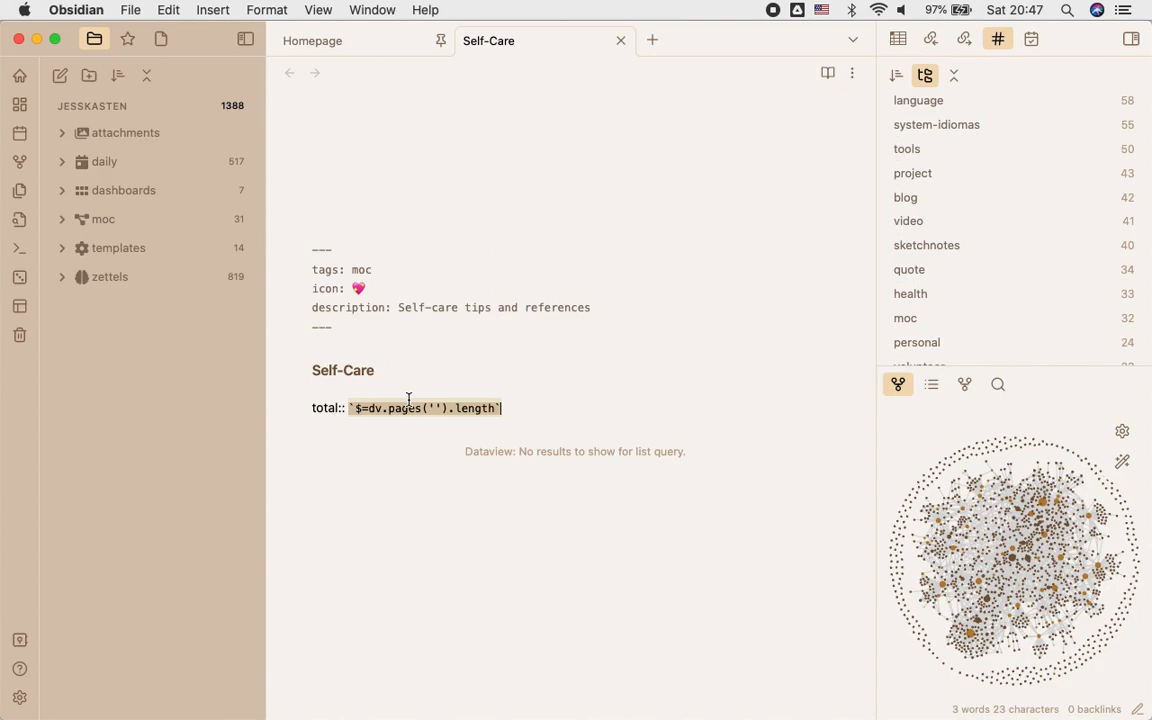 Obsidian File Edit Insert Format View Window Help
97% Sat 20:47
Homepage
Self-Care
JESSKASTEN 1388
attachments
daily 517
dashboards 7
moc 31
templates 14
zettels 819
---
tags: moc
icon: 💖
description: Self-care tips and references
---
Self-Care
total:: `$=dv.pages('').length`
Dataview: No results to show for list query.
language 58
system-idiomas 55
tools 50
project 43
blog 42
video 41
sketchnotes 40
quote 34
health 33
moc 32
personal 24
3 words 23 characters 0 backlinks